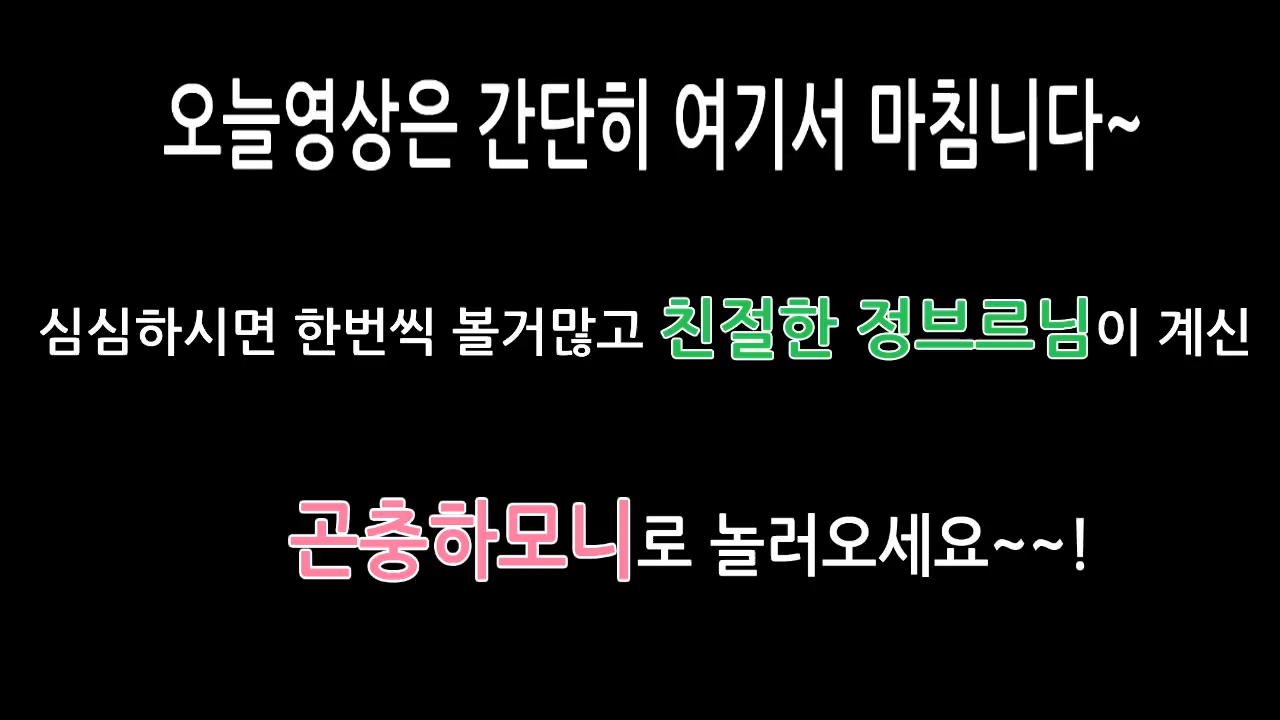 오늘영상은 간단히 여기서 마침니다~
심심하시면 한번씩 볼거많고 친절한 정브르님이 계신
곤충하모니로 놀러오세요~~!